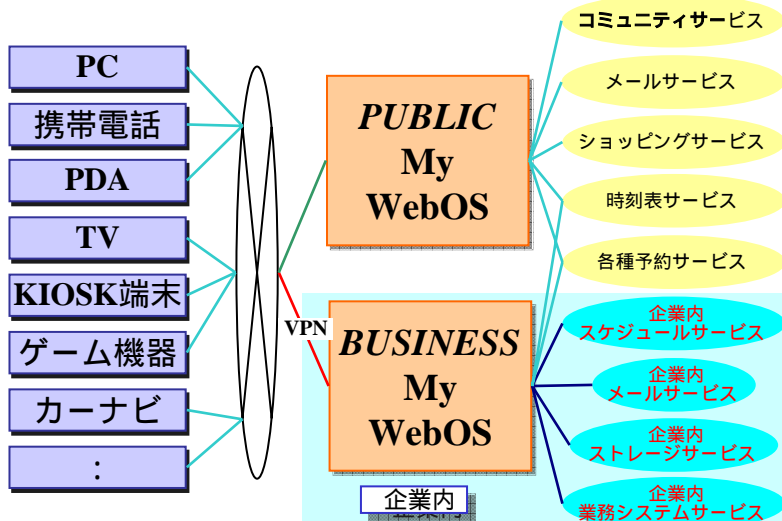 PC
携帯電話
PDA
TV
KIOSK端末
ゲーム機器
カーナビ
:
PUBLIC
My
WebOS
VPN
BUSINESS
My
WebOS
企業内
コミュニティサービス
メールサービス
ショッピングサービス
時刻表サービス
各種予約サービス
企業内
スケジュールサービス
企業内
メールサービス
企業内
ストレージサービス
企業内
業務システムサービス